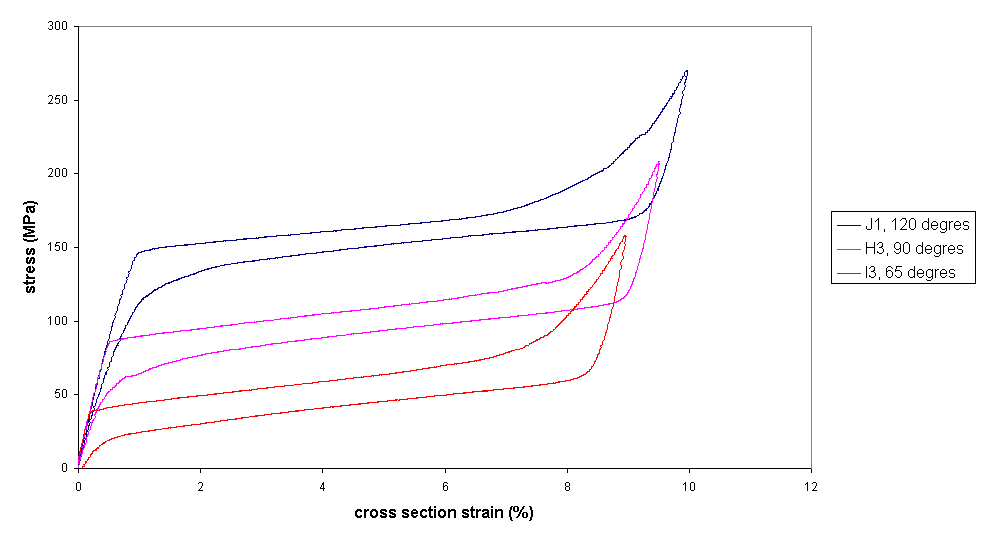 300
250
200
150
100
50
0
stress (MPa)
0 2 4 6 8 10 12
cross section strain (%)
J1, 120 degres
H3, 90 degres
I3, 65 degres